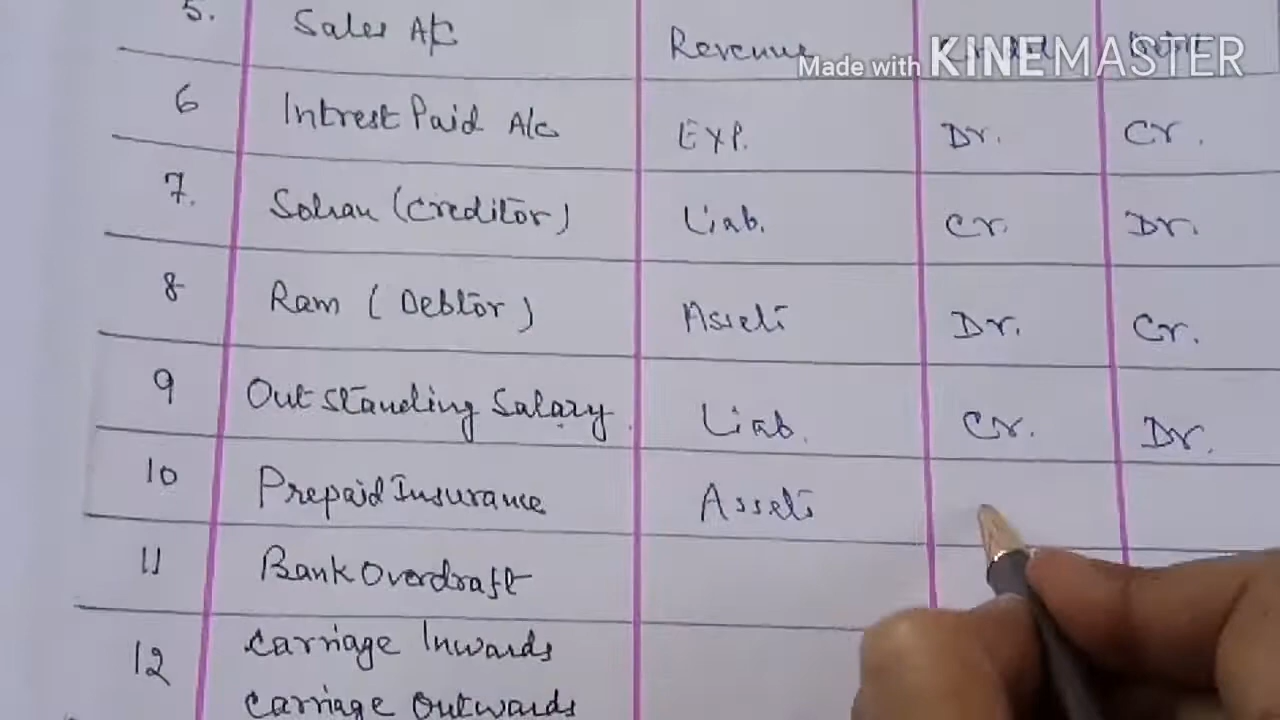 5. Sales A/C Revenue
Made with KINEMASTER
6 Intrest Paid A/c Exp. Dr. Cr.
7. Sohan (Creditor) Liab. Cr. Dr.
8 Ram (Debtor) Assets Dr. Cr.
9 Outstanding Salary. Liab. Cr. Dr.
10 Prepaid Insurance Assets
11 Bank Overdraft
12 Carriage Inwards
Carriage Outwards